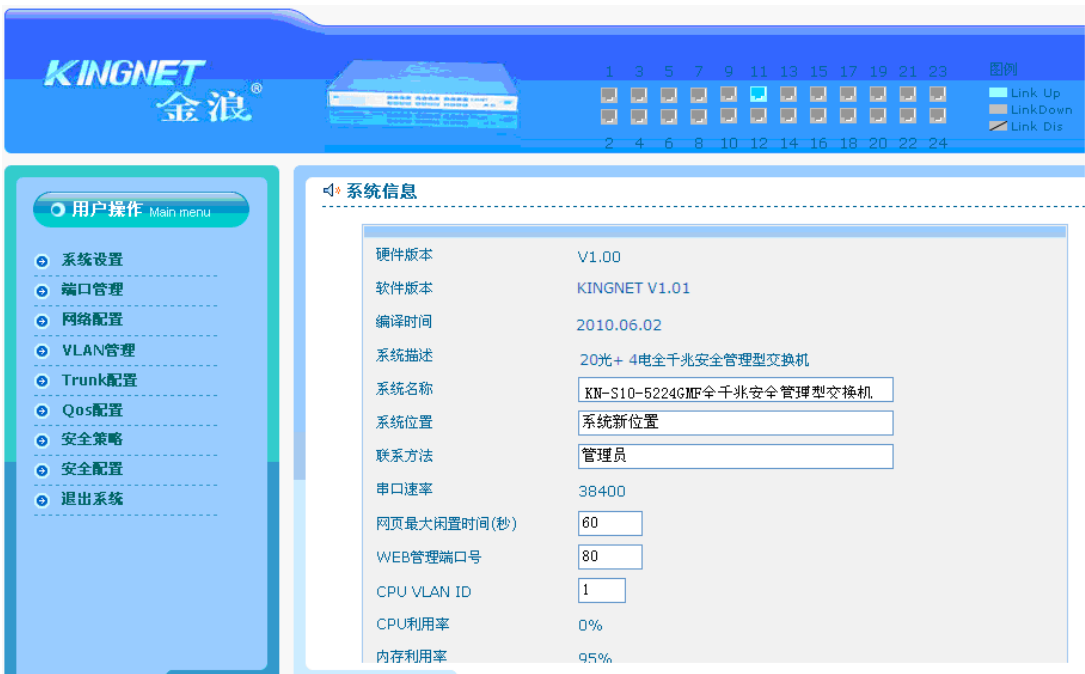 KINGNET
金浪®
1 3 5 7 9 11 13 15 17 19 21 23
2 4 6 8 10 12 14 16 18 20 22 24
图例
Link Up
LinkDown
Link Dis
用户操作 Main menu
系统设置
端口管理
网络配置
VLAN管理
Trunk配置
Qos配置
安全策略
安全配置
退出系统
系统信息
硬件版本 V1.00
软件版本 KINGNET V1.01
编译时间 2010.06.02
系统描述 20光+ 4电全千兆安全管理型交换机
系统名称 KN-S10-5224GMF全千兆安全管理型交换机
系统位置 系统新位置
联系方法 管理员
串口速率 38400
网页最大闲置时间(秒) 60
WEB管理端口号 80
CPU VLAN ID 1
CPU利用率 0%
内存利用率 95%